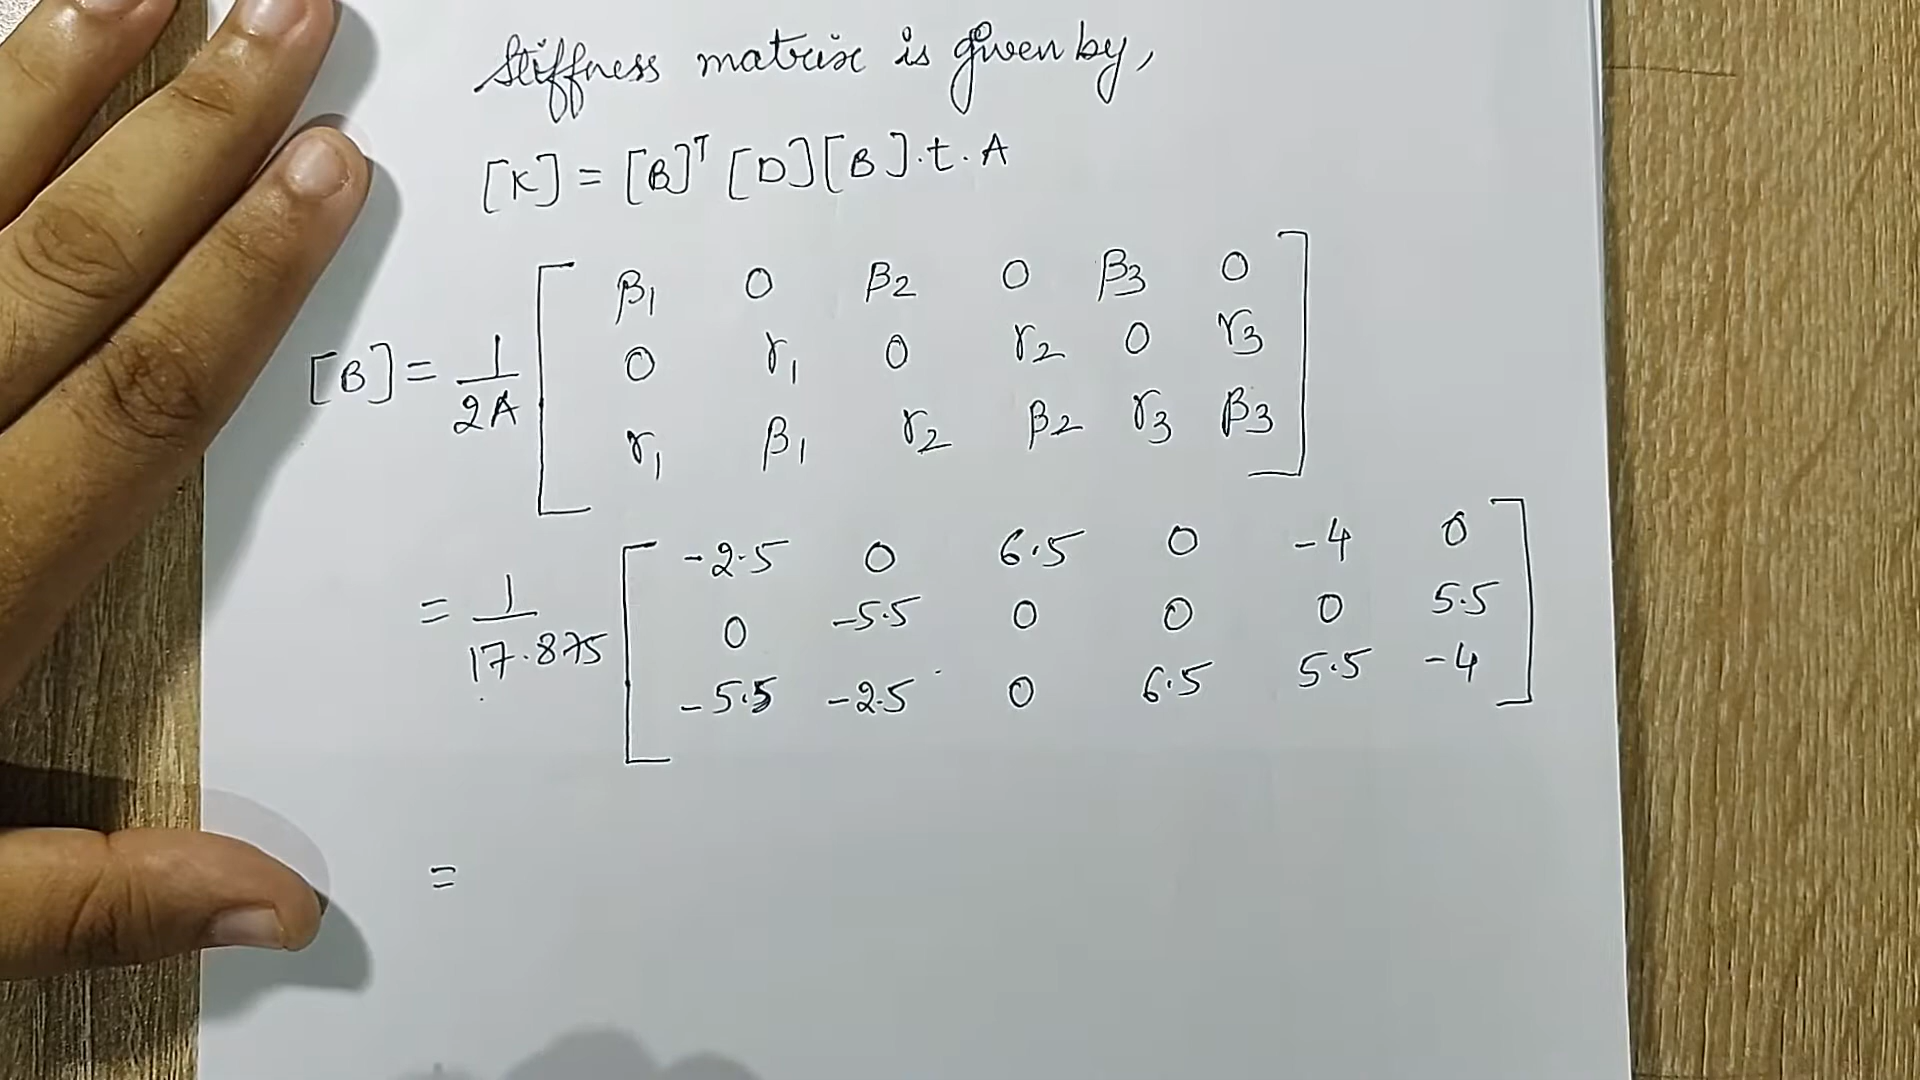 Stiffness matrix is given by,
[K] = [B]ᵀ [D][B].t.A
[B] = 1/2A [ β1 0 β2 0 β3 0
0 γ1 0 γ2 0 γ3
γ1 β1 γ2 β2 γ3 β3 ]
= 1/17.875 [ -2.5 0 6.5 0 -4 0
0 -5.5 0 0 0 5.5
-5.5 -2.5 0 6.5 5.5 -4 ]
=